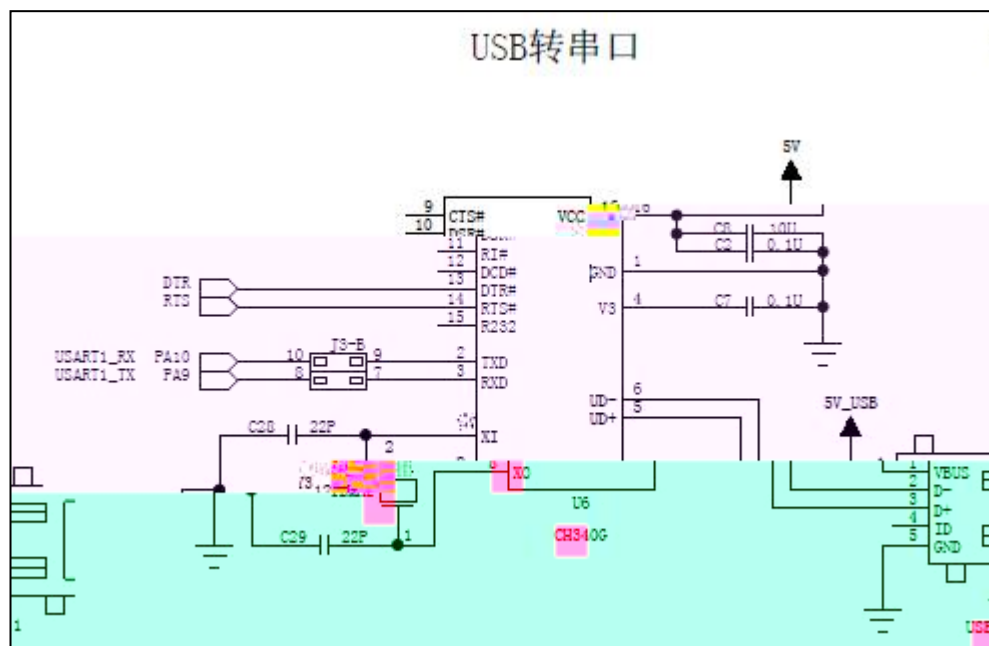 USB转串口
5V
9 CTS# VCC
10 DSR# C8 10U
11 RI# C2 0.1U
12 DCD# GND 1
DTR 13 DTR#
RTS 14 RTS# V3 4 C7 0.1U
15 R232
J3-B
USART1_RX PA10 10 9 2 TXD
USART1_TX PA9 8 7 3 RXD
UD- 6
UD+ 5
5V_USB
C28 22P XI
2
XO
1 VBUS
2 D-
3 D+
4 ID
5 GND
U6
C29 22P 1 CH340G
1